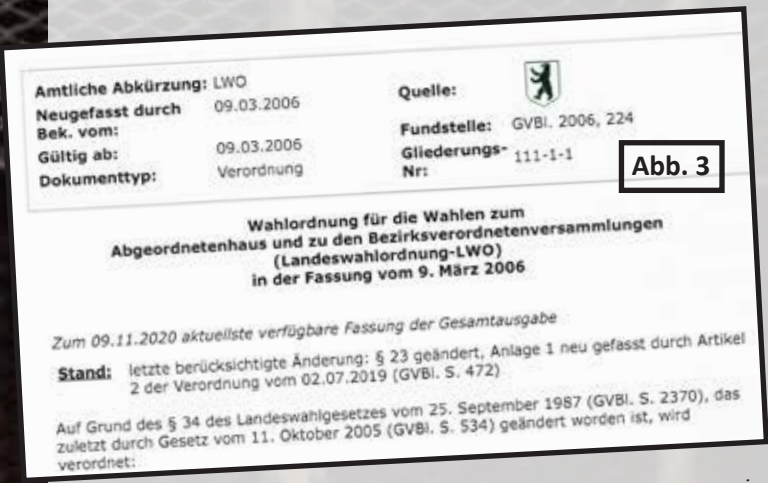 Amtliche Abkürzung: LWO
Neugefasst durch 09.03.2006
Bek. vom:
Gültig ab: 09.03.2006
Dokumenttyp: Verordnung
Quelle:
Fundstelle: GVBl. 2006, 224
Gliederungs- 111-1-1
Nr:
Abb. 3
Wahlordnung für die Wahlen zum
Abgeordnetenhaus und zu den Bezirksverordnetenversammlungen
(Landeswahlordnung-LWO)
in der Fassung vom 9. März 2006
Zum 09.11.2020 aktuellste verfügbare Fassung der Gesamtausgabe
Stand: letzte berücksichtigte Änderung: § 23 geändert, Anlage 1 neu gefasst durch Artikel
2 der Verordnung vom 02.07.2019 (GVBl. S. 472)
Auf Grund des § 34 des Landeswahlgesetzes vom 25. September 1987 (GVBl. S. 2370), das
zuletzt durch Gesetz vom 11. Oktober 2005 (GVBl. S. 534) geändert worden ist, wird
verordnet: